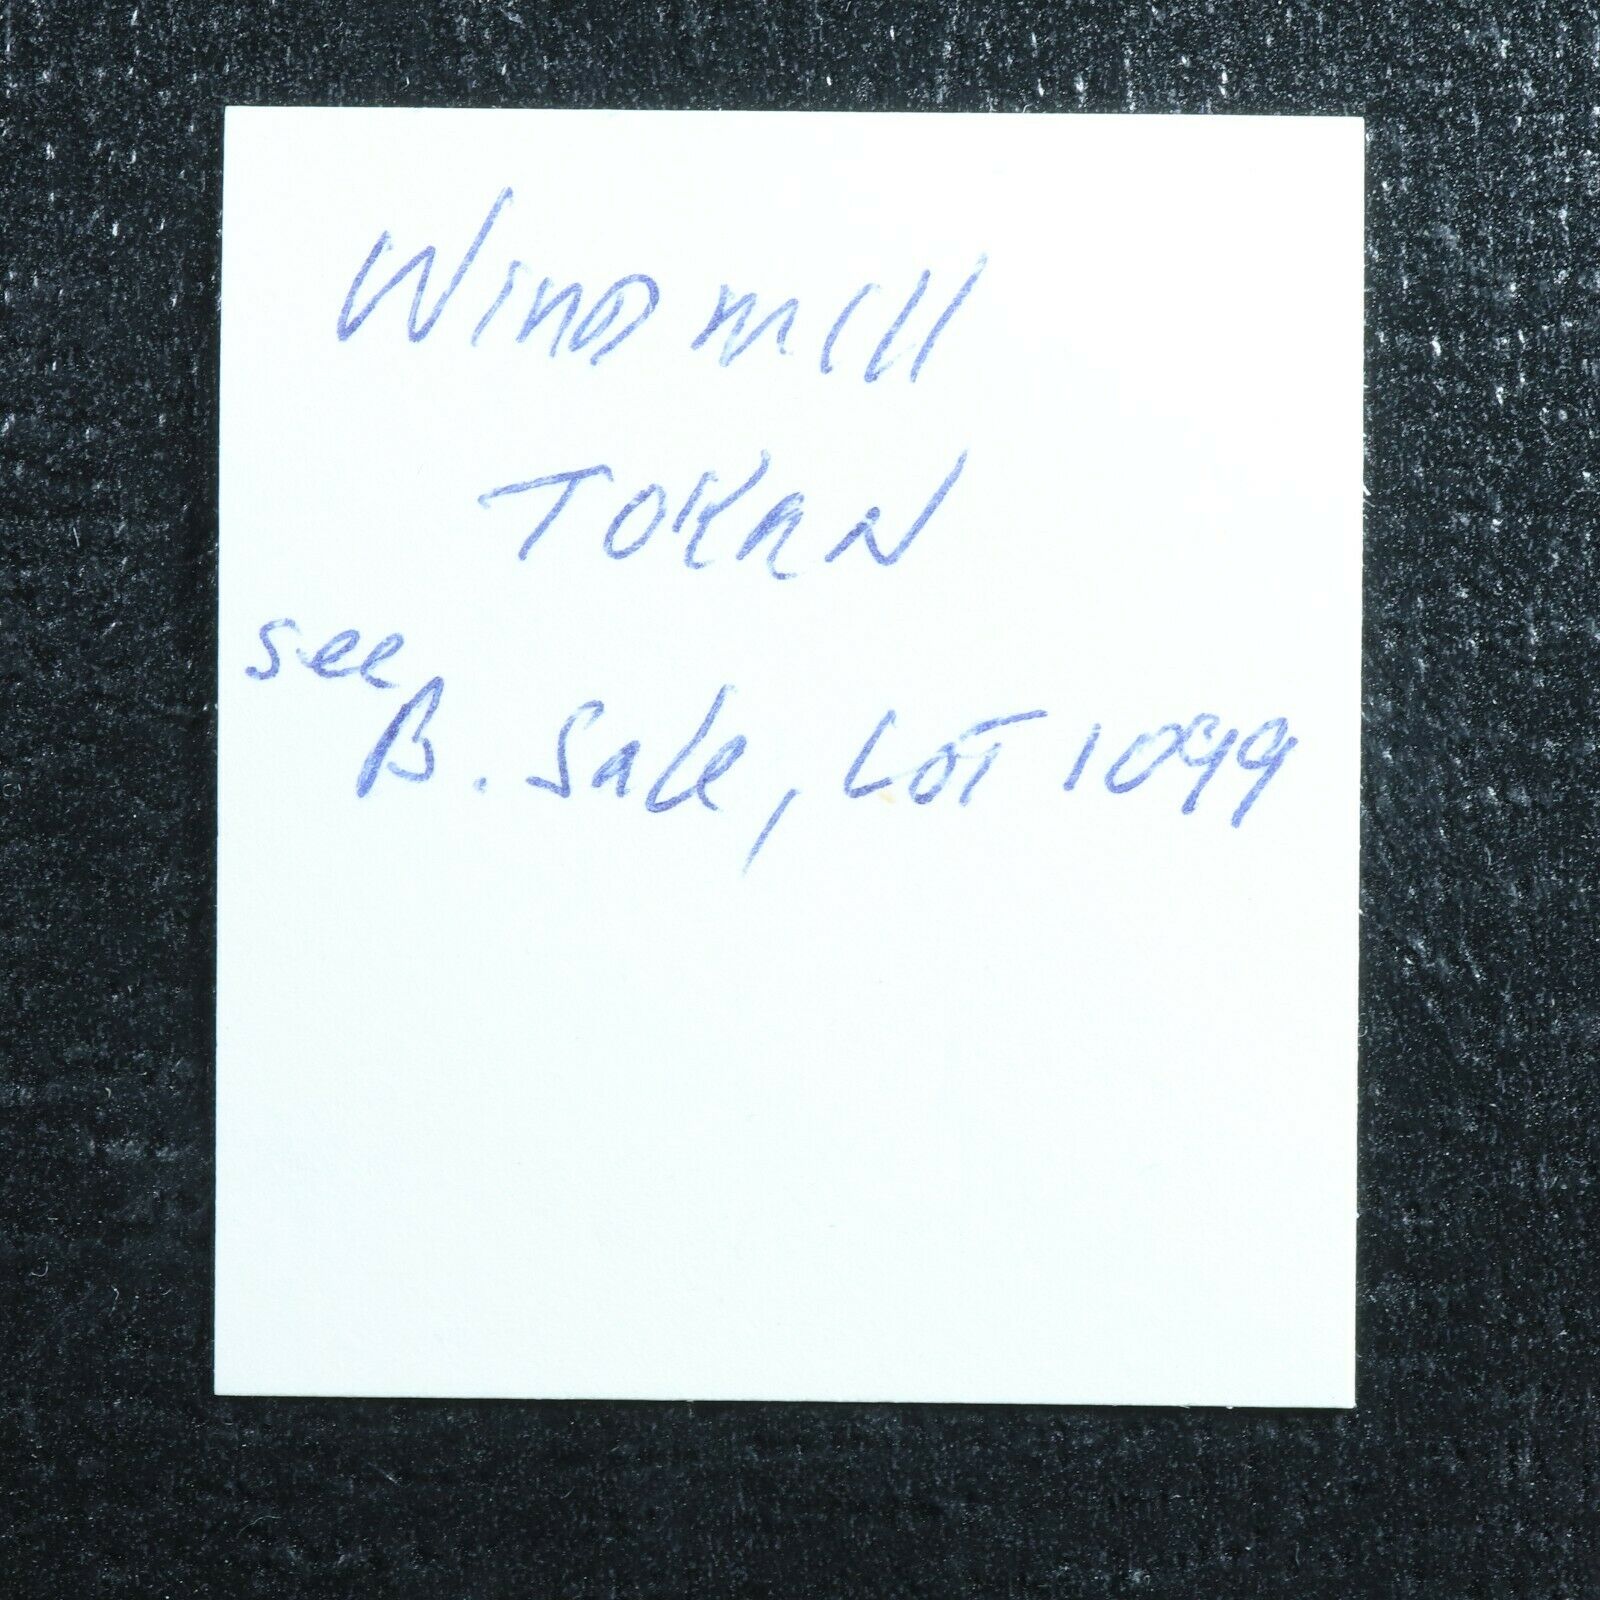 Windmill
TOKAN
see
B. Sale, LOT 1099